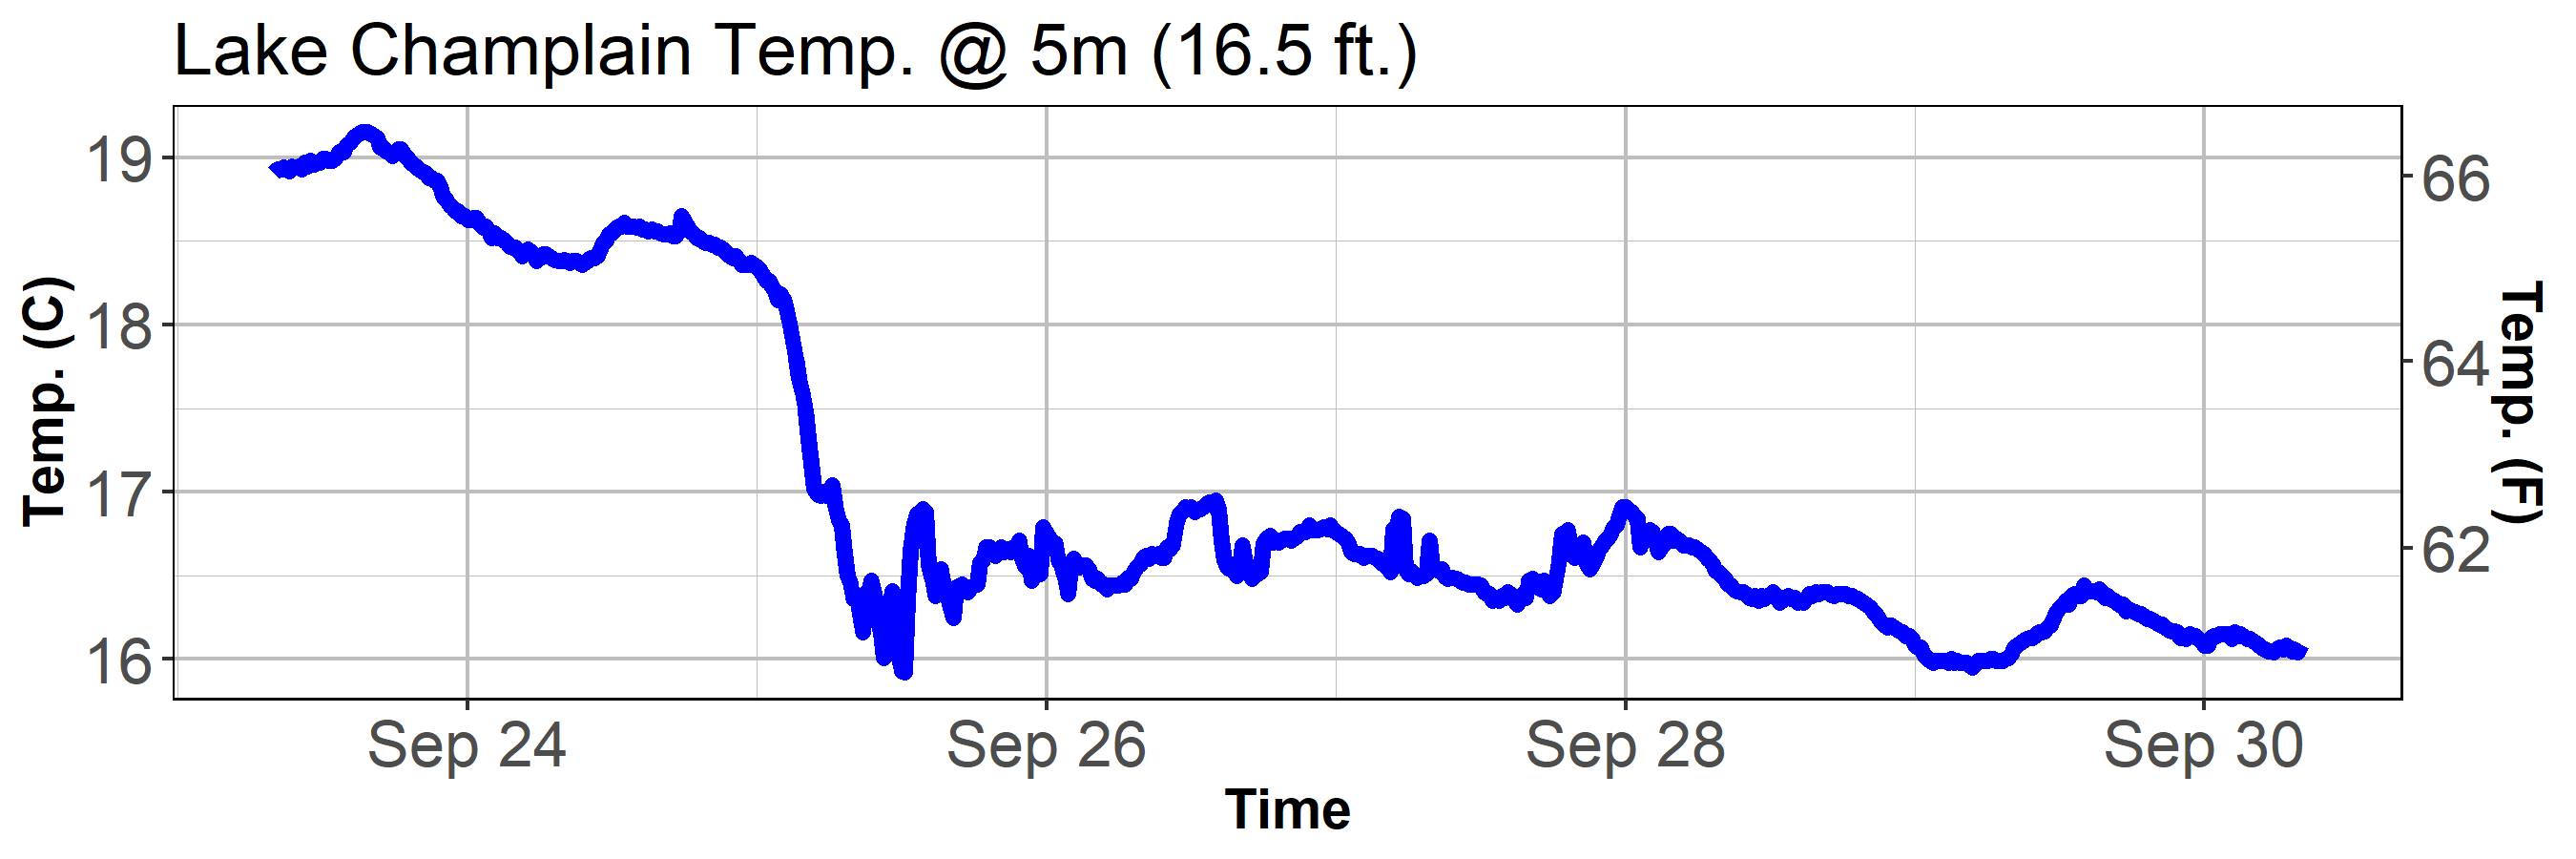 Lake Champlain Temp. @ 5m (16.5 ft.)
Temp. (C)
19
18
17
16
66
64
62
Temp. (F)
Sep 24
Sep 26
Sep 28
Sep 30
Time